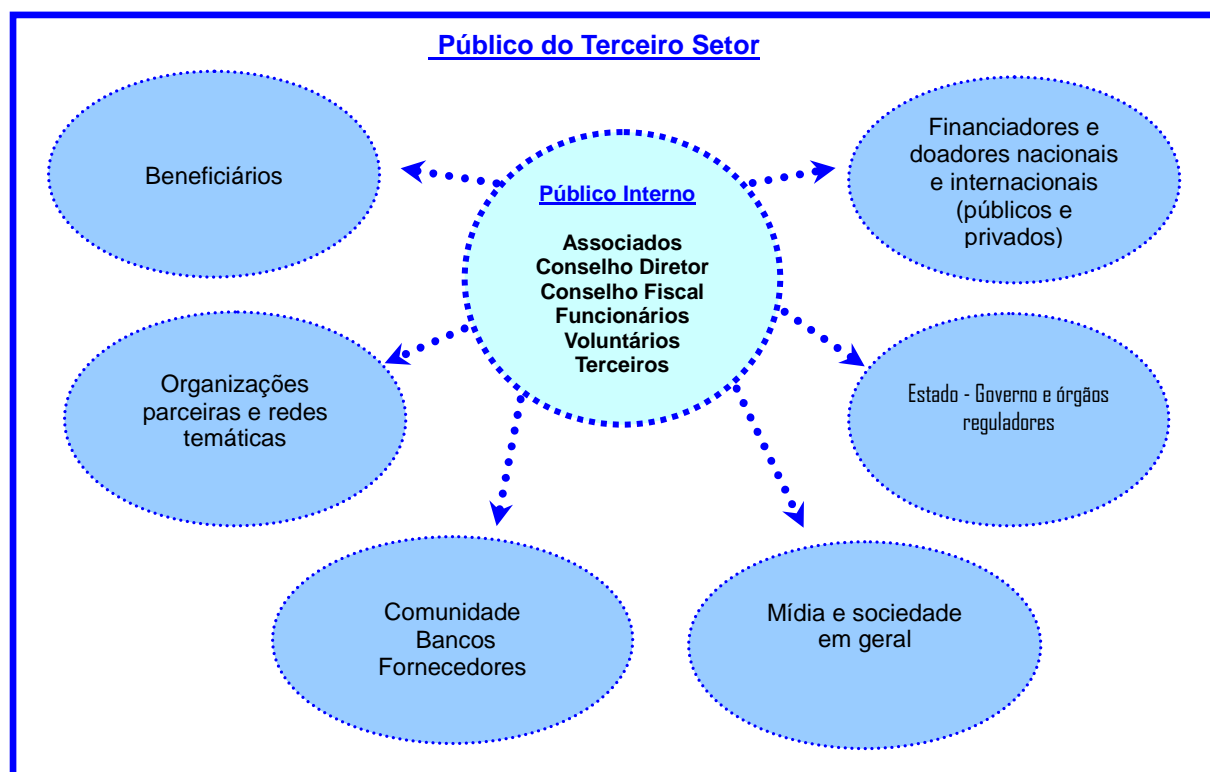 Público do Terceiro Setor
Beneficiários
Público Interno
Associados
Conselho Diretor
Conselho Fiscal
Funcionários
Voluntários
Terceiros
Financiadores e
doadores nacionais
e internacionais
(públicos e
privados)
Organizações
parceiras e redes
temáticas
Estado - Governo e órgãos
reguladores
Comunidade
Bancos
Fornecedores
Mídia e sociedade
em geral